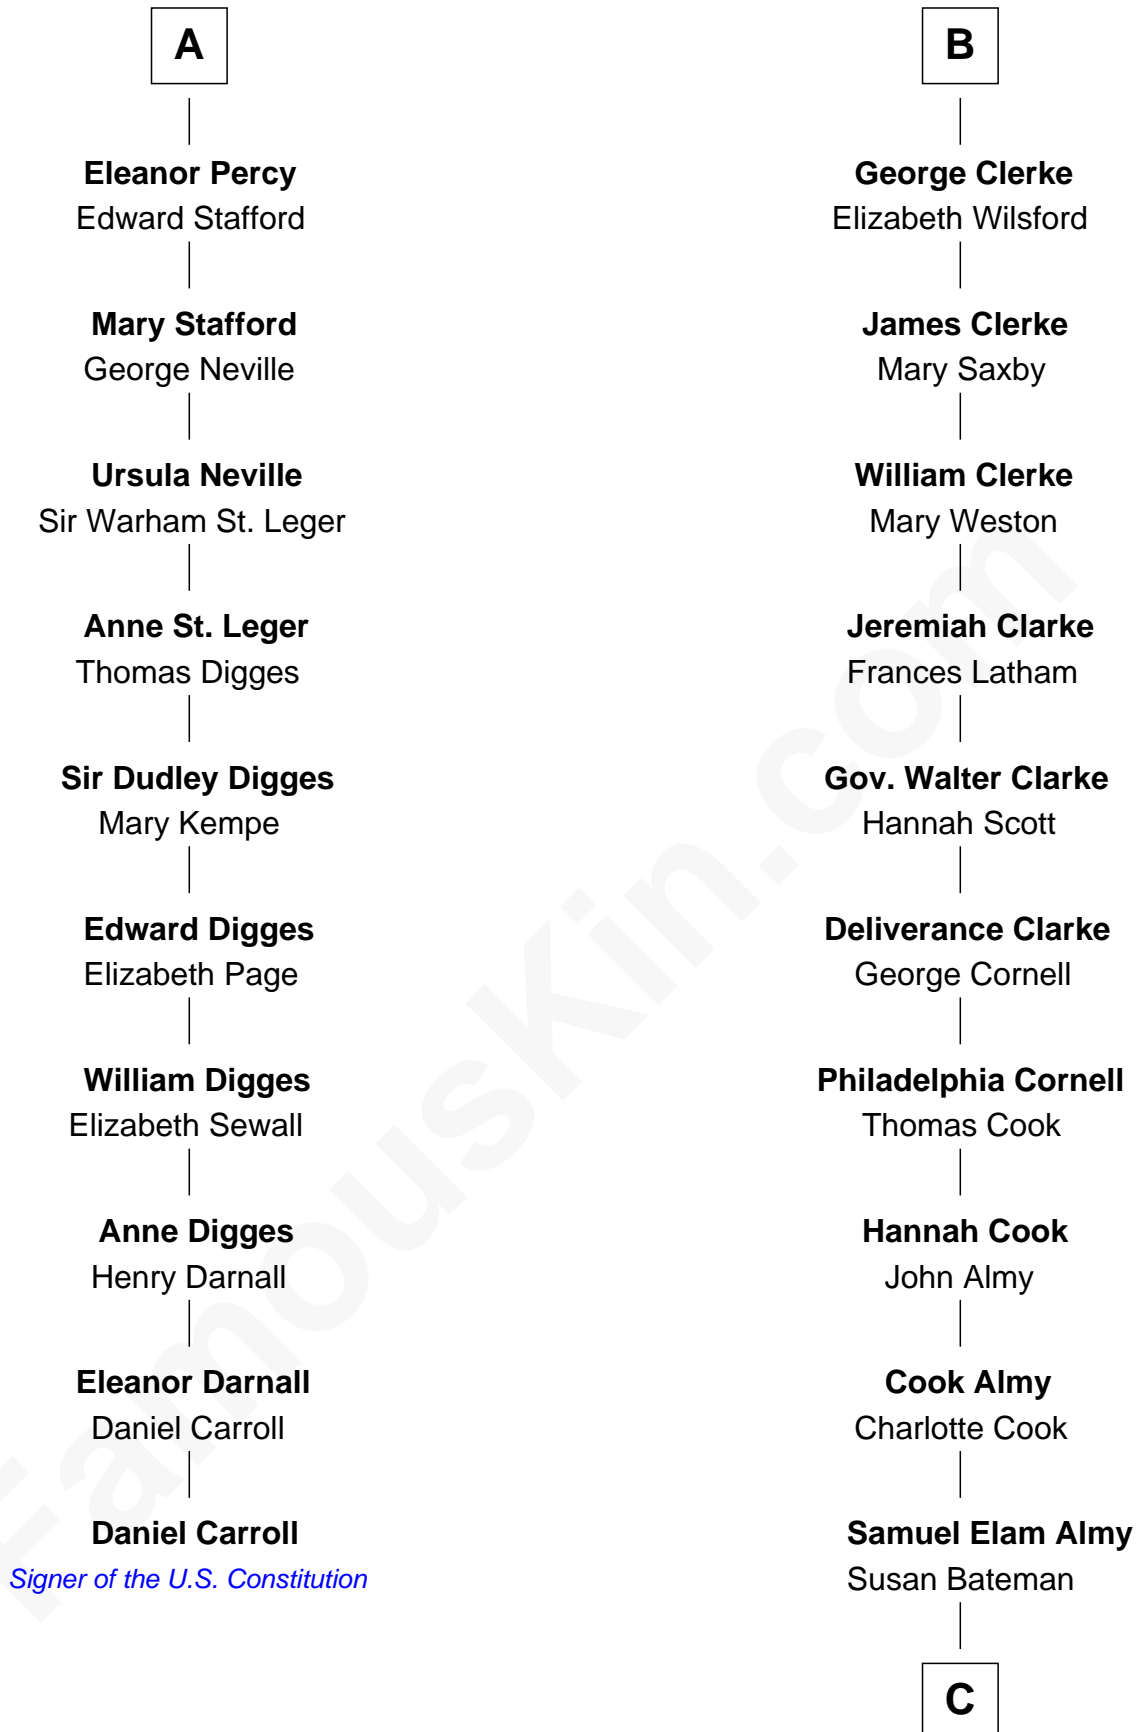 A
Eleanor Percy
Edward Stafford
Mary Stafford
George Neville
Ursula Neville
Sir Warham St. Leger
Anne St. Leger
Thomas Digges
Sir Dudley Digges
Mary Kempe
Edward Digges
Elizabeth Page
William Digges
Elizabeth Sewall
Anne Digges
Henry Darnall
Eleanor Darnall
Daniel Carroll
Daniel Carroll
Signer of the U.S. Constitution
B
George Clerke
Elizabeth Wilsford
James Clerke
Mary Saxby
William Clerke
Mary Weston
Jeremiah Clarke
Frances Latham
Gov. Walter Clarke
Hannah Scott
Deliverance Clarke
George Cornell
Philadelphia Cornell
Thomas Cook
Hannah Cook
John Almy
Cook Almy
Charlotte Cook
Samuel Elam Almy
Susan Bateman
C
FamousKin.com